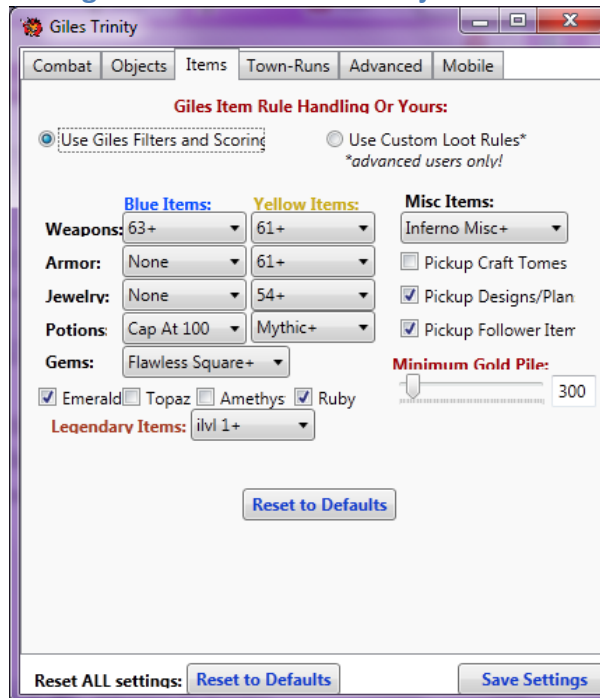 Giles Trinity
Combat Objects Items Town-Runs Advanced Mobile
Giles Item Rule Handling Or Yours:
Use Giles Filters and Scoring Use Custom Loot Rules*
*advanced users only!
Blue Items: Yellow Items: Misc Items:
Weapons: 63+ 61+ Inferno Misc+
Armor: None 61+ Pickup Craft Tomes
Jewelry: None 54+ Pickup Designs/Plan
Potions: Cap At 100 Mythic+ Pickup Follower Item
Gems: Flawless Square+ Minimum Gold Pile:
Emerald Topaz Amethys Ruby 300
Legendary Items: ilvl 1+
Reset to Defaults
Reset ALL settings: Reset to Defaults Save Settings